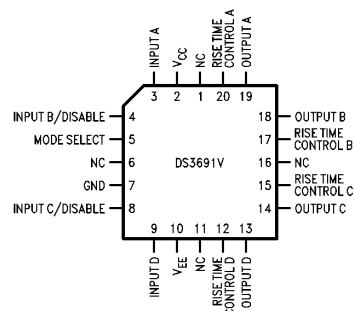 INPUT A
VCC
NC
RISE TIME
CONTROL A
OUTPUT A
3 2 1 20 19
INPUT B/DISABLE 4
MODE SELECT 5
NC 6
GND 7
INPUT C/DISABLE 8
DS3691V
18 OUTPUT B
17 RISE TIME
CONTROL B
16 NC
15 RISE TIME
CONTROL C
14 OUTPUT C
9 10 11 12 13
INPUT D
VEE
NC
RISE TIME
CONTROL D
OUTPUT D